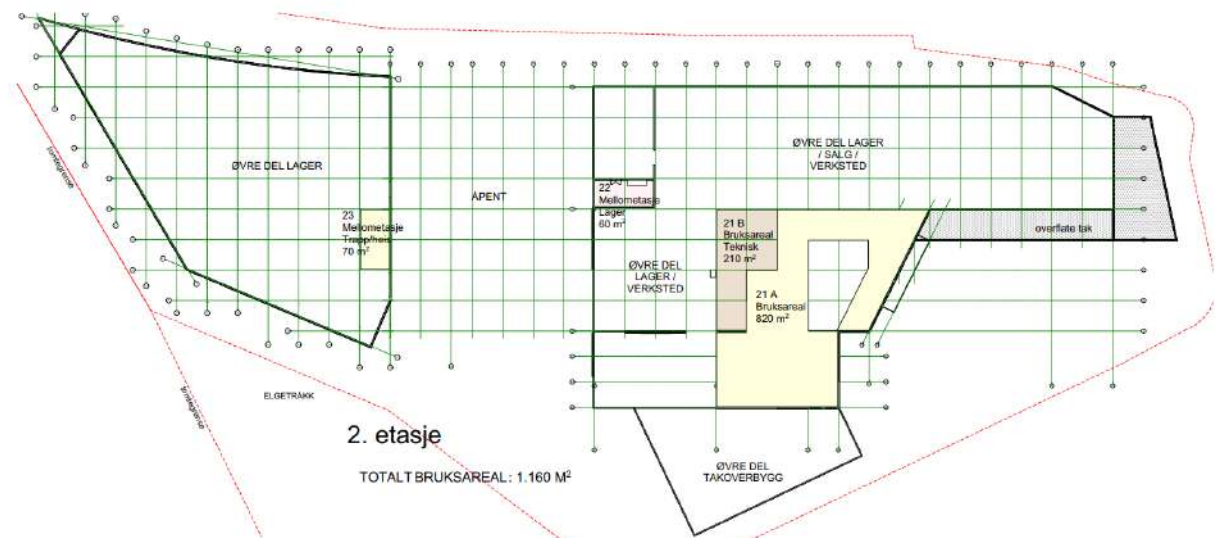 ØVRE DEL LAGER
ØVRE DEL LAGER
/ SALG /
VERKSTED
ÅPENT
22
Mellometasje
Lager
60 m²
23
Mellometasje
Trapp/heis
70 m²
21 B
Bruksareal
Teknisk
210 m²
overflate tak
ØVRE DEL
LAGER /
VERKSTED
21 A
Bruksareal
820 m²
tomtegrense
tomtegrense
ELGETRÅKK
2. etasje
TOTALT BRUKSAREAL: 1.160 M²
ØVRE DEL
TAKOVERBYGG